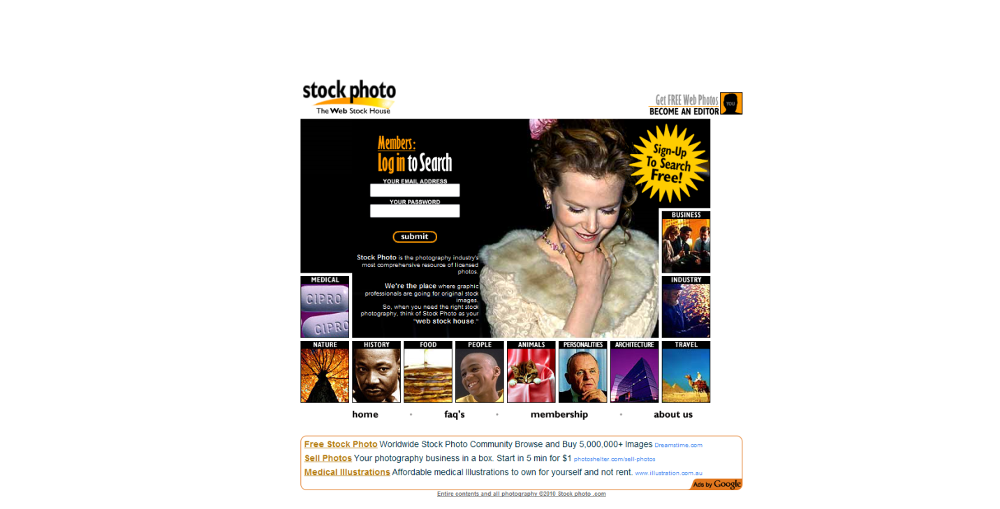 stock photo
The Web Stock House
Get FREE Web Photos
BECOME AN EDITOR
YOU
Members:
Log in to Search
YOUR EMAIL ADDRESS
YOUR PASSWORD
submit
Sign-Up
To Search
Free!
Stock Photo is the photography industry's
most comprehensive resource of licensed
photos.
We're the place where graphic
professionals are going for original stock
images.
So, when you need the right stock
photography, think of Stock Photo as your
"web stock house."
BUSINESS
MEDICAL
CIPRO
CIPRO
INDUSTRY
NATURE
HISTORY
FOOD
PEOPLE
ANIMALS
PERSONALITIES
ARCHITECTURE
TRAVEL
home • faq's • membership • about us
Free Stock Photo Worldwide Stock Photo Community Browse and Buy 5,000,000+ Images Dreamstime.com
Sell Photos Your photography business in a box. Start in 5 min for $1 photoshelter.com/sell-photos
Medical Illustrations Affordable medical Illustrations to own for yourself and not rent. www.illustration.com.au
Ads by Google
Entire contents and all photography ©2010 Stock photo .com